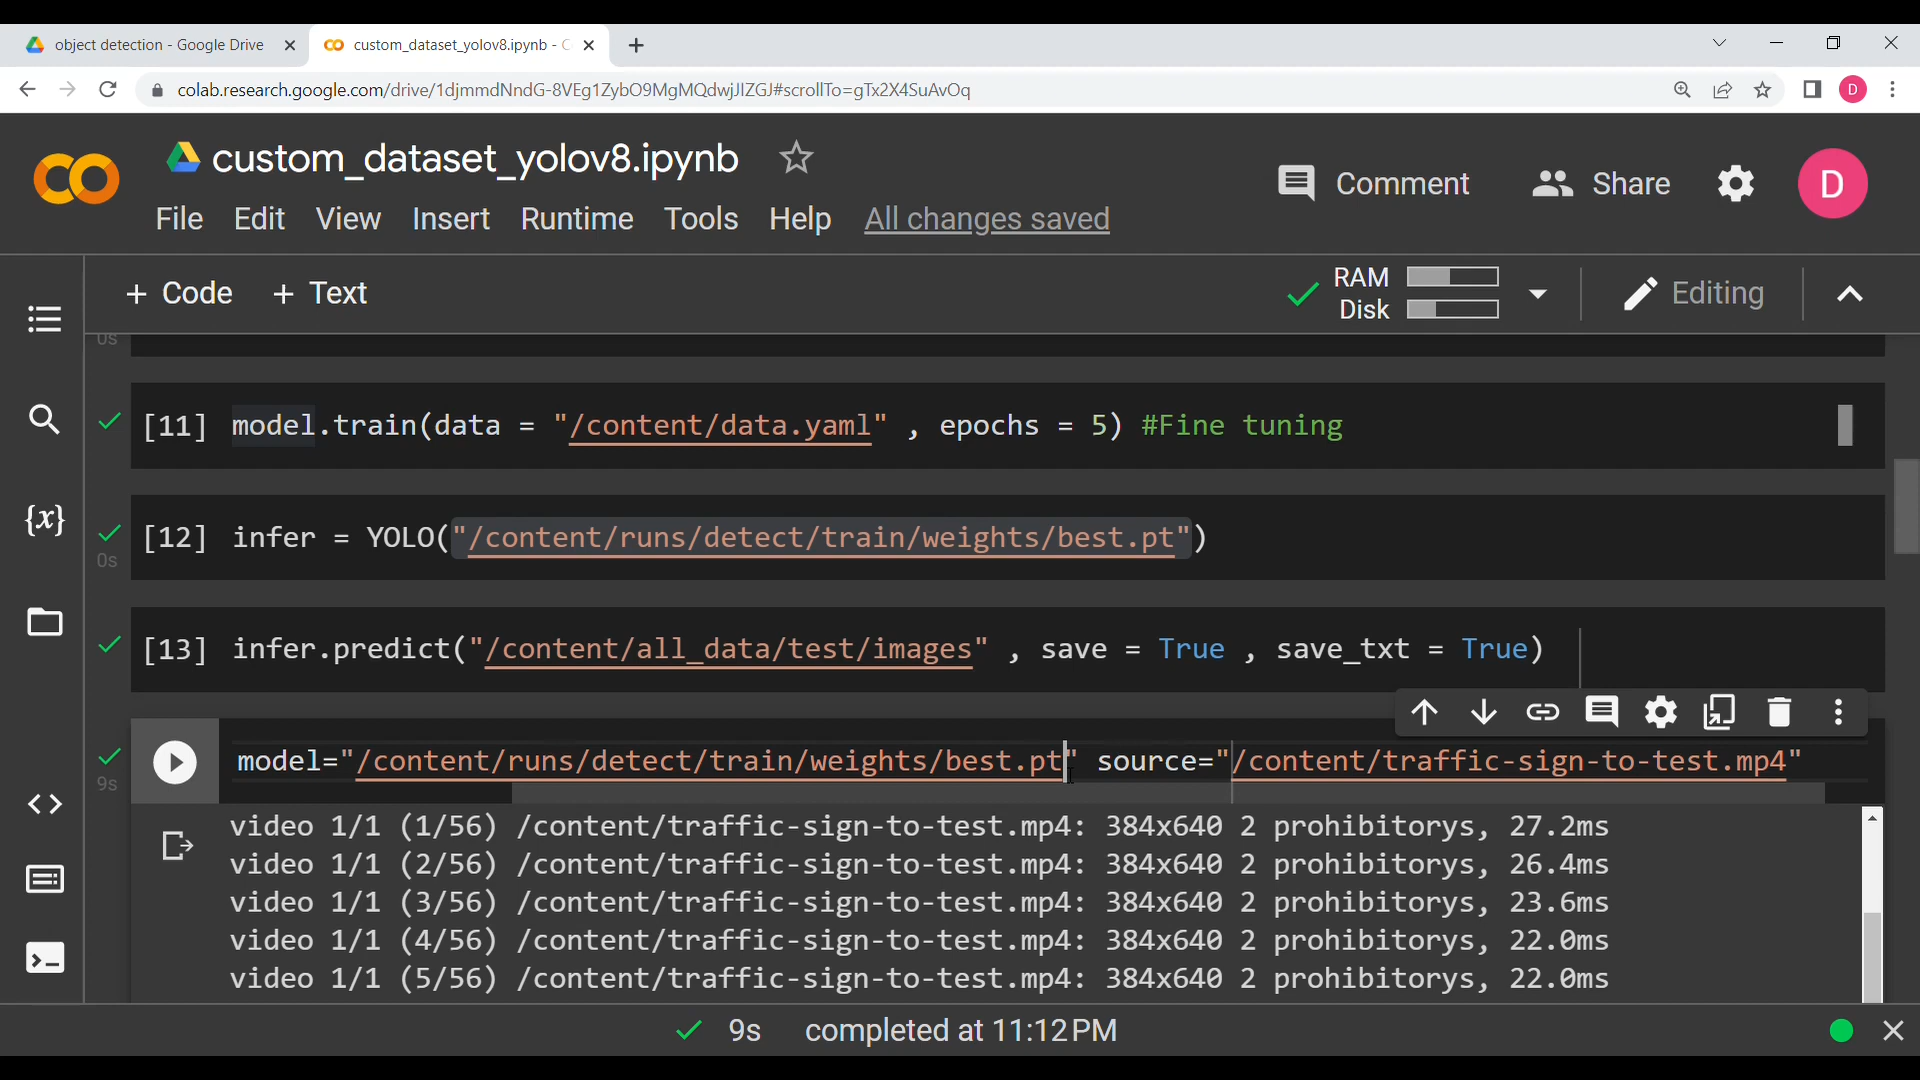 object detection - Google Drive
custom_dataset_yolov8.ipynb - C
colab.research.google.com/drive/1djmmdNndG-8VEg1ZybO9MgMQdwjJIZGJ#scrollTo=gTx2X4SuAvOq
D
custom_dataset_yolov8.ipynb
Comment
Share
D
File Edit View Insert Runtime Tools Help All changes saved
+ Code + Text
RAM
Disk
Editing
0s
[11] model.train(data = "/content/data.yaml" , epochs = 5) #Fine tuning
[12] infer = YOLO("/content/runs/detect/train/weights/best.pt")
0s
[13] infer.predict("/content/all_data/test/images" , save = True , save_txt = True)
model="/content/runs/detect/train/weights/best.pt" source="/content/traffic-sign-to-test.mp4"
9s
video 1/1 (1/56) /content/traffic-sign-to-test.mp4: 384x640 2 prohibitorys, 27.2ms
video 1/1 (2/56) /content/traffic-sign-to-test.mp4: 384x640 2 prohibitorys, 26.4ms
video 1/1 (3/56) /content/traffic-sign-to-test.mp4: 384x640 2 prohibitorys, 23.6ms
video 1/1 (4/56) /content/traffic-sign-to-test.mp4: 384x640 2 prohibitorys, 22.0ms
video 1/1 (5/56) /content/traffic-sign-to-test.mp4: 384x640 2 prohibitorys, 22.0ms
9s completed at 11:12 PM